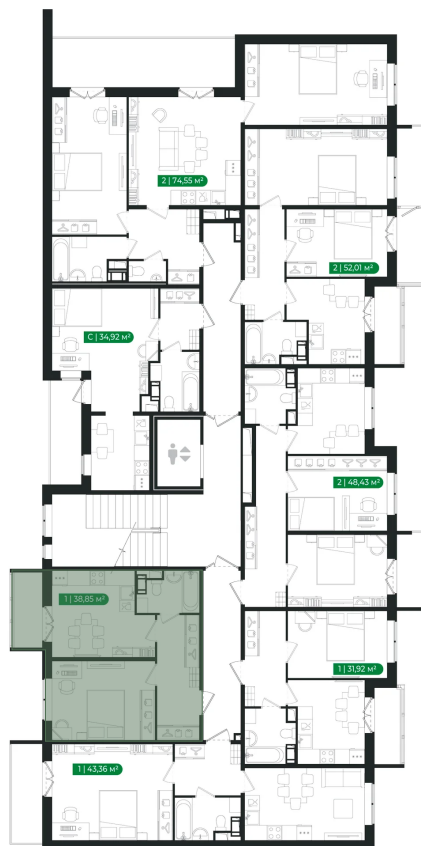 2 | 74,55 м²
2 | 52,01 м²
С | 34,92 м²
2 | 48,43 м²
1 | 38,85 м²
1 | 31,92 м²
1 | 43,36 м²